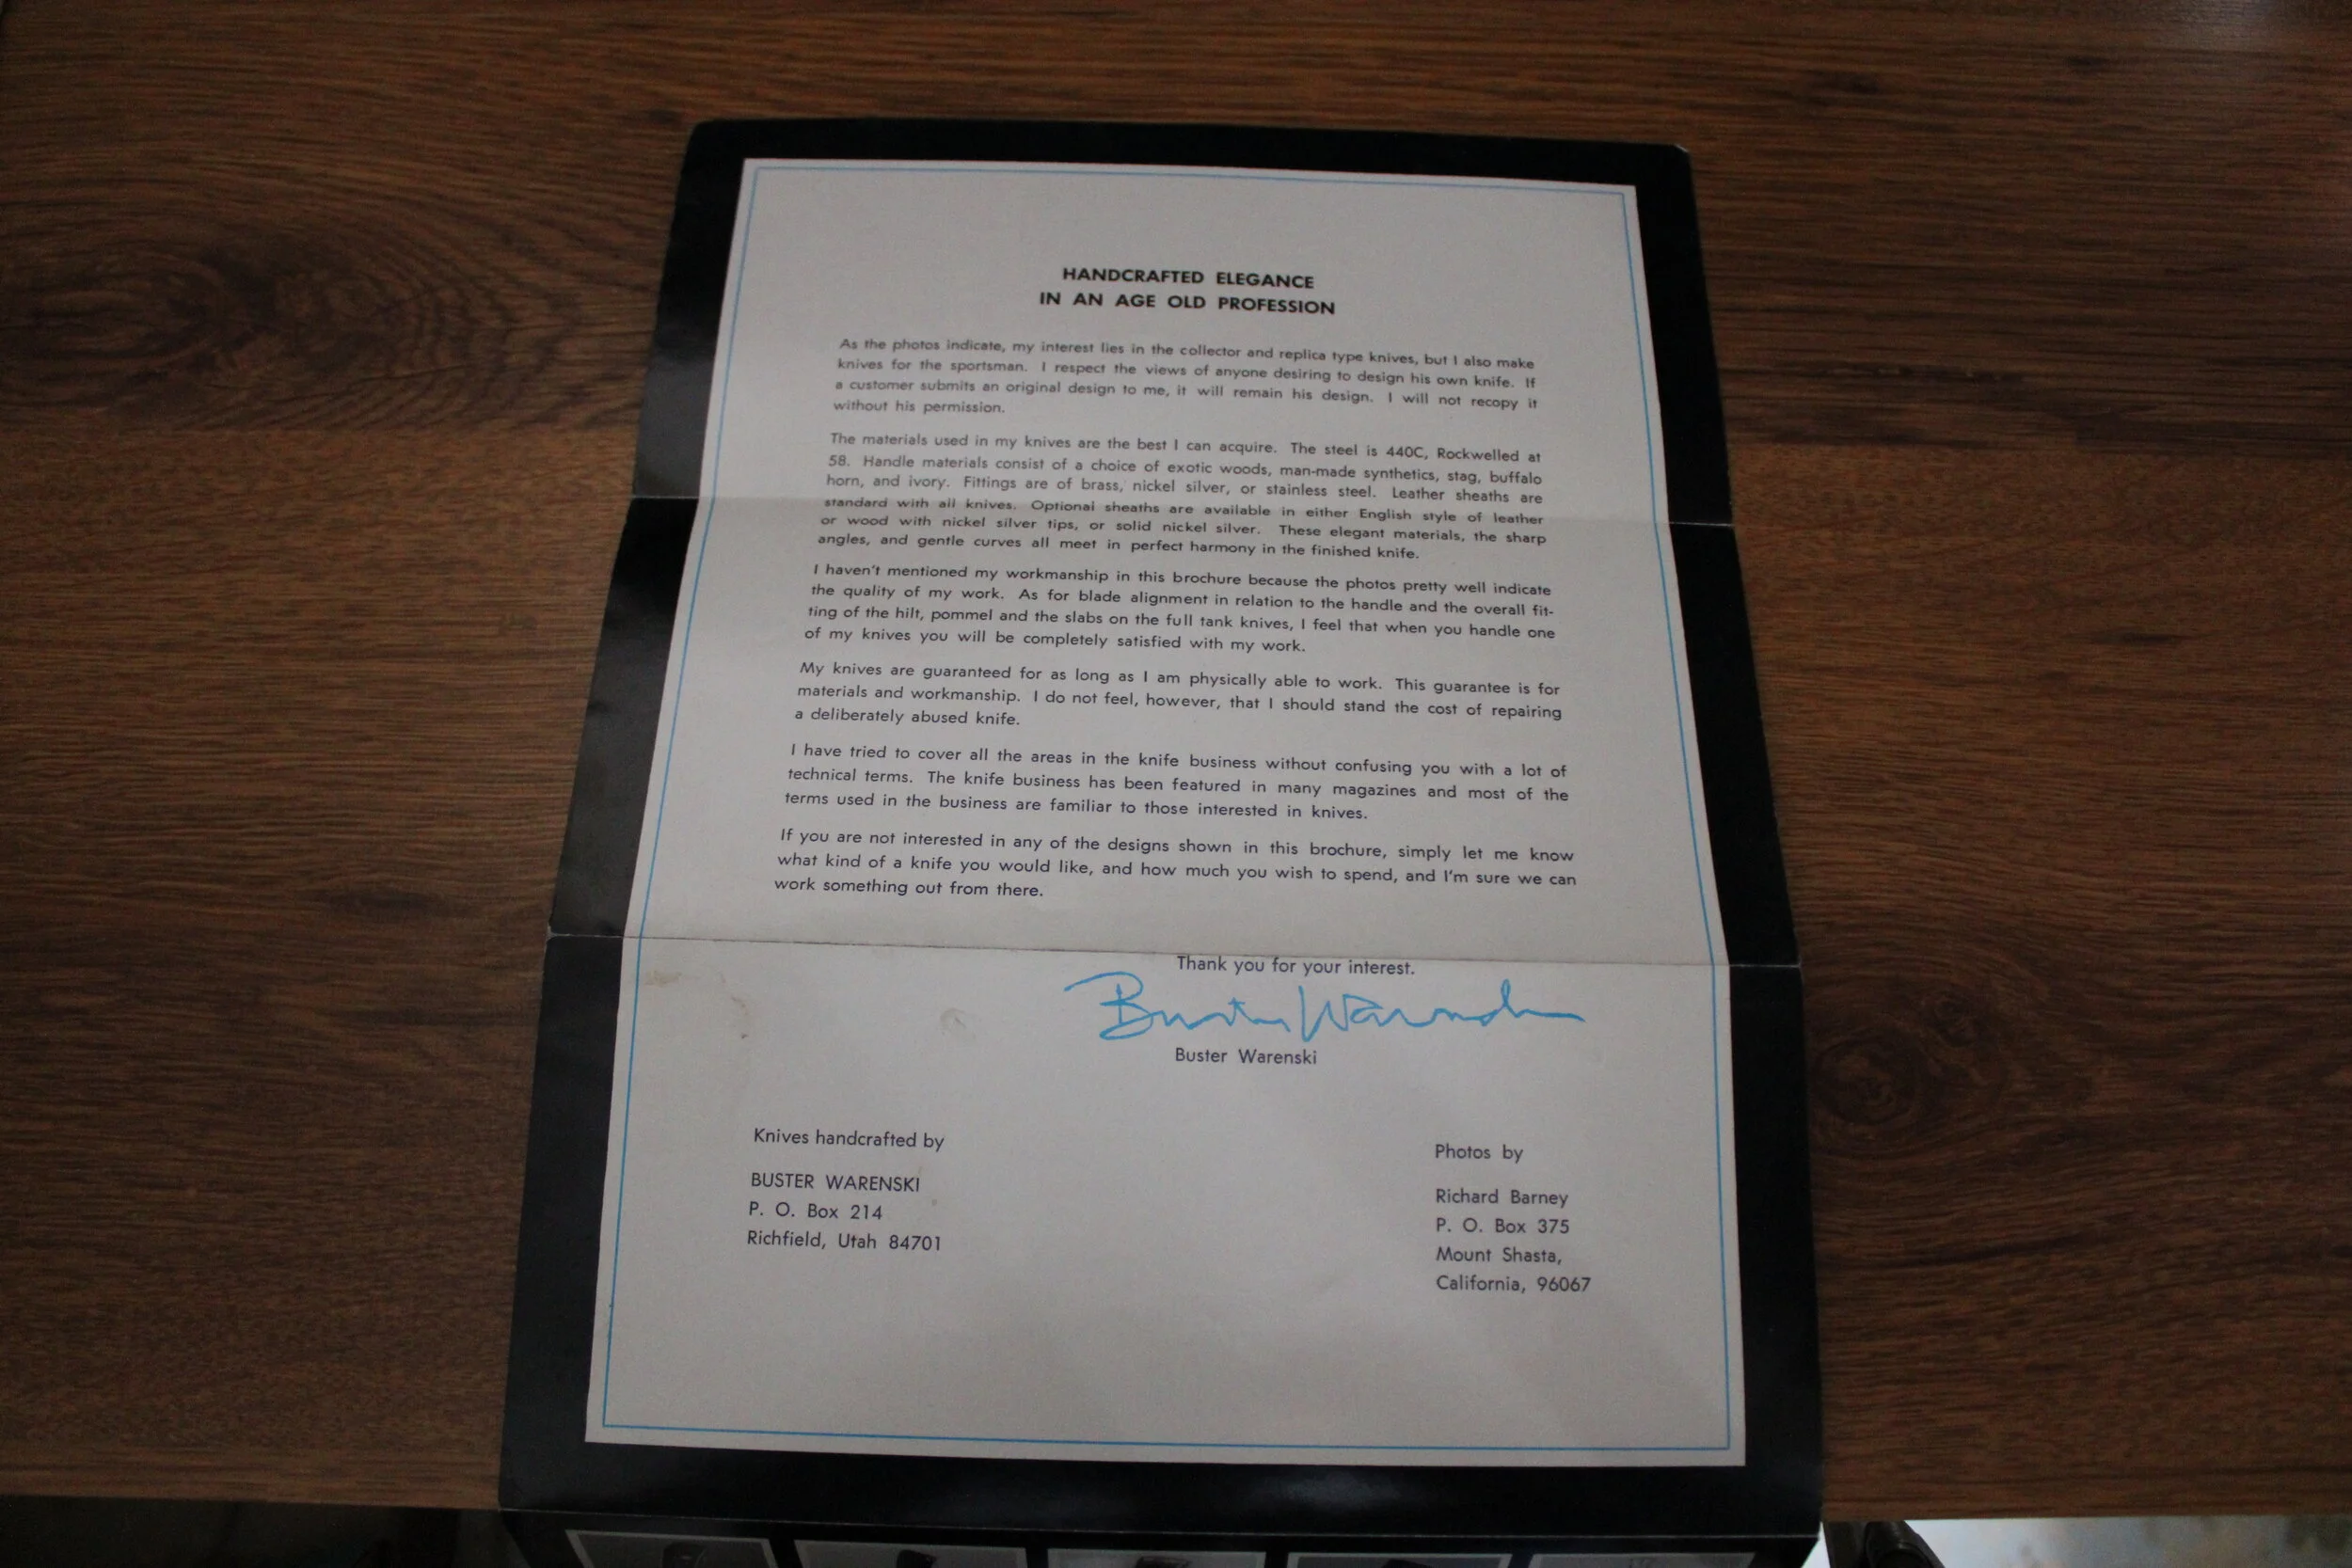 HANDCRAFTED ELEGANCE
IN AN AGE OLD PROFESSION
As the photos indicate, my interest lies in the collector and replica type knives, but I also make
knives for the sportsman. I respect the views of anyone desiring to design his own knife. If
a customer submits an original design to me, it will remain his design. I will not recopy it
without his permission.
The materials used in my knives are the best I can acquire. The steel is 440C, Rockwelled at
58. Handle materials consist of a choice of exotic woods, man-made synthetics, stag, buffalo
horn, and ivory. Fittings are of brass, nickel silver, or stainless steel. Leather sheaths are
standard with all knives. Optional sheaths are available in either English style of leather
or wood with nickel silver tips, or solid nickel silver. These elegant materials, the sharp
angles, and gentle curves all meet in perfect harmony in the finished knife.
I haven't mentioned my workmanship in this brochure because the photos pretty well indicate
the quality of my work. As for blade alignment in relation to the handle and the overall fit-
ting of the hilt, pommel and the slabs on the full tank knives, I feel that when you handle one
of my knives you will be completely satisfied with my work.
My knives are guaranteed for as long as I am physically able to work. This guarantee is for
materials and workmanship. I do not feel, however, that I should stand the cost of repairing
a deliberately abused knife.
I have tried to cover all the areas in the knife business without confusing you with a lot of
technical terms. The knife business has been featured in many magazines and most of the
terms used in the business are familiar to those interested in knives.
If you are not interested in any of the designs shown in this brochure, simply let me know
what kind of a knife you would like, and how much you wish to spend, and I'm sure we can
work something out from there.
Thank you for your interest.
Buster Warenski
Buster Warenski
Knives handcrafted by
BUSTER WARENSKI
P. O. Box 214
Richfield, Utah 84701
Photos by
Richard Barney
P. O. Box 375
Mount Shasta,
California, 96067